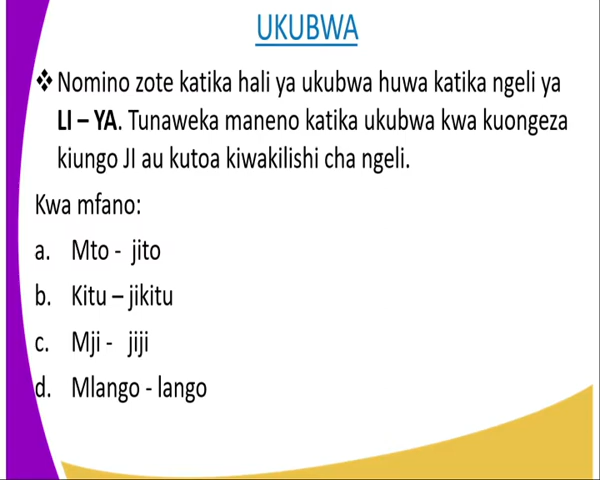 UKUBWA
❖ Nomino zote katika hali ya ukubwa huwa katika ngeli ya
LI – YA. Tunaweka maneno katika ukubwa kwa kuongeza
kiungo JI au kutoa kiwakilishi cha ngeli.
Kwa mfano:
a. Mto - jito
b. Kitu – jikitu
c. Mji - jiji
d. Mlango - lango